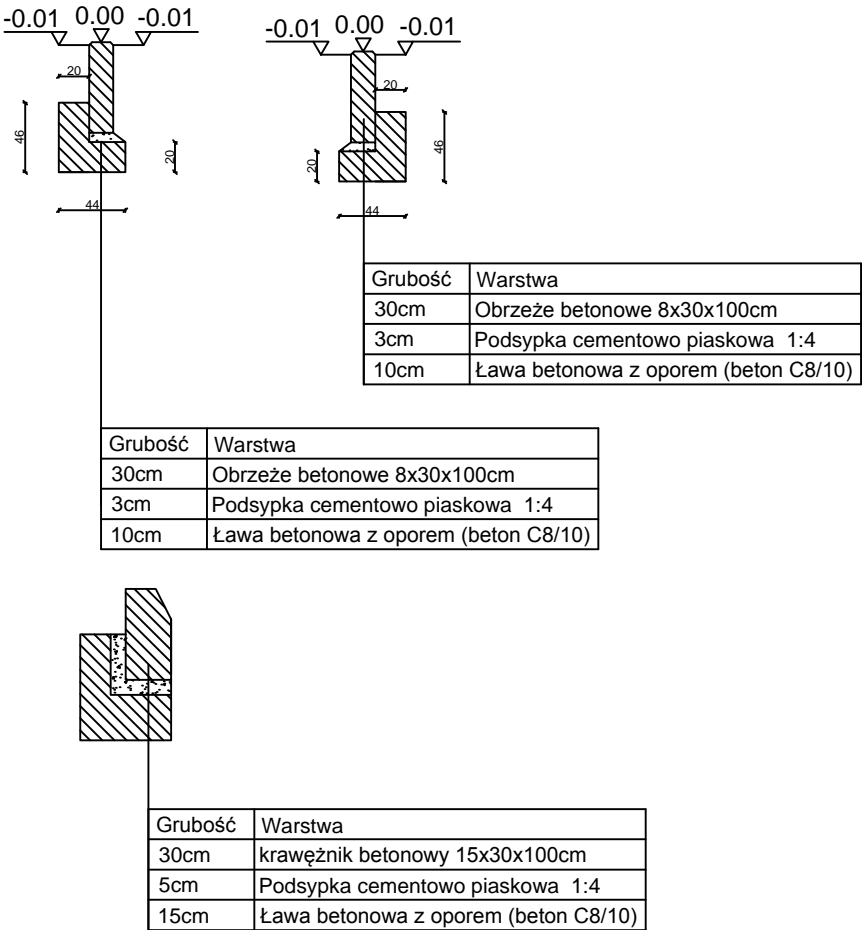 -0.01 0.00 -0.01
20
46
20
44
-0.01 0.00 -0.01
20
46
20
44
Grubość Warstwa
30cm Obrzeże betonowe 8x30x100cm
3cm Podsypka cementowo piaskowa 1:4
10cm Ława betonowa z oporem (beton C8/10)
Grubość Warstwa
30cm Obrzeże betonowe 8x30x100cm
3cm Podsypka cementowo piaskowa 1:4
10cm Ława betonowa z oporem (beton C8/10)
Grubość Warstwa
30cm krawężnik betonowy 15x30x100cm
5cm Podsypka cementowo piaskowa 1:4
15cm Ława betonowa z oporem (beton C8/10)